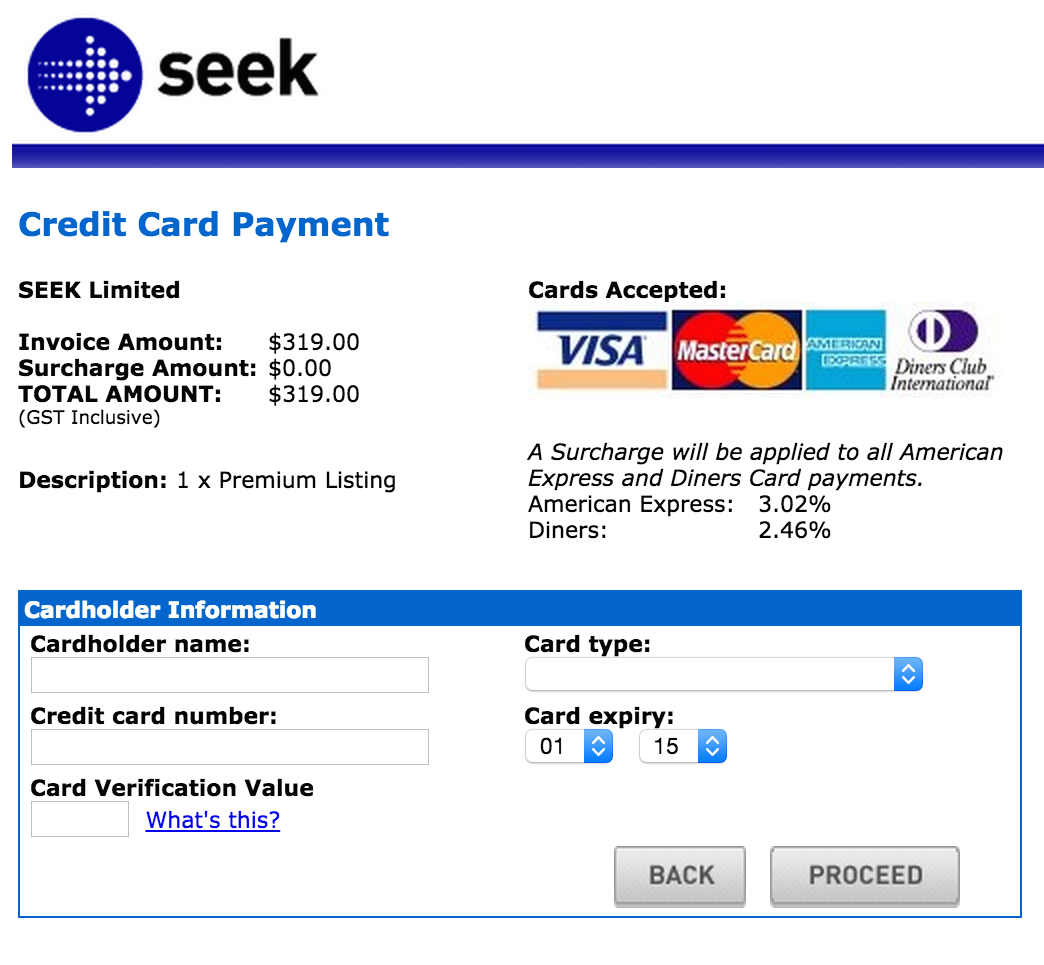 seek
Credit Card Payment
SEEK Limited
Invoice Amount: $319.00
Surcharge Amount: $0.00
TOTAL AMOUNT: $319.00
(GST Inclusive)
Description: 1 x Premium Listing
Cards Accepted:
VISA MasterCard AMERICAN EXPRESS Diners Club International®
A Surcharge will be applied to all American
Express and Diners Card payments.
American Express: 3.02%
Diners: 2.46%
Cardholder Information
Cardholder name: Card type:
Credit card number: Card expiry:
01 15
Card Verification Value
What's this?
BACK PROCEED